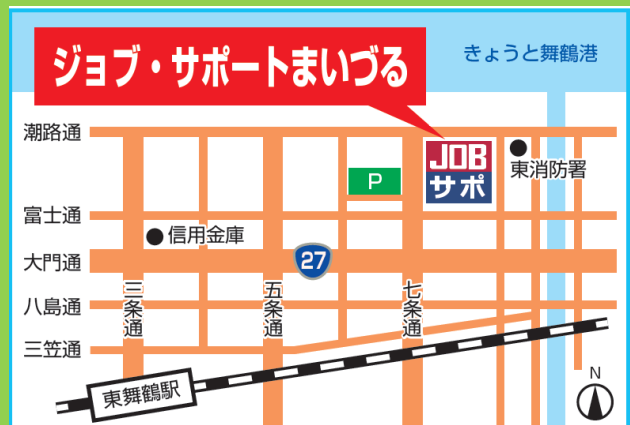 ジョブ・サポートまいづる
きょうと舞鶴港
潮路通
JOB
サポ
東消防署
P
富士通
信用金庫
大門通
27
八島通
三条通
五条通
七条通
三笠通
東舞鶴駅
N